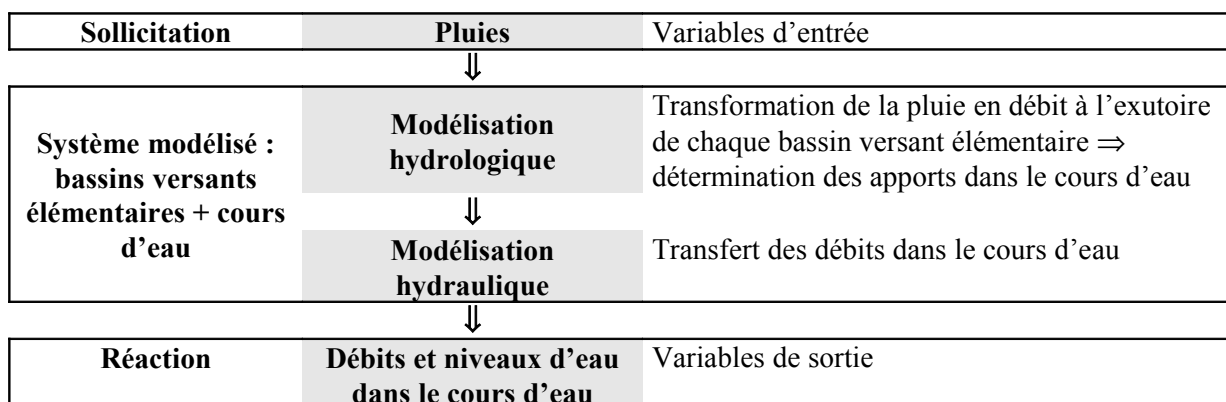 Sollicitation Pluies Variables d'entrée
⇓
Système modélisé :
bassins versants
élémentaires + cours
d'eau
Modélisation
hydrologique
Transformation de la pluie en débit à l'exutoire
de chaque bassin versant élémentaire ⇒
détermination des apports dans le cours d'eau
⇓
Modélisation
hydraulique
Transfert des débits dans le cours d'eau
⇓
Réaction
Débits et niveaux d'eau
dans le cours d'eau
Variables de sortie